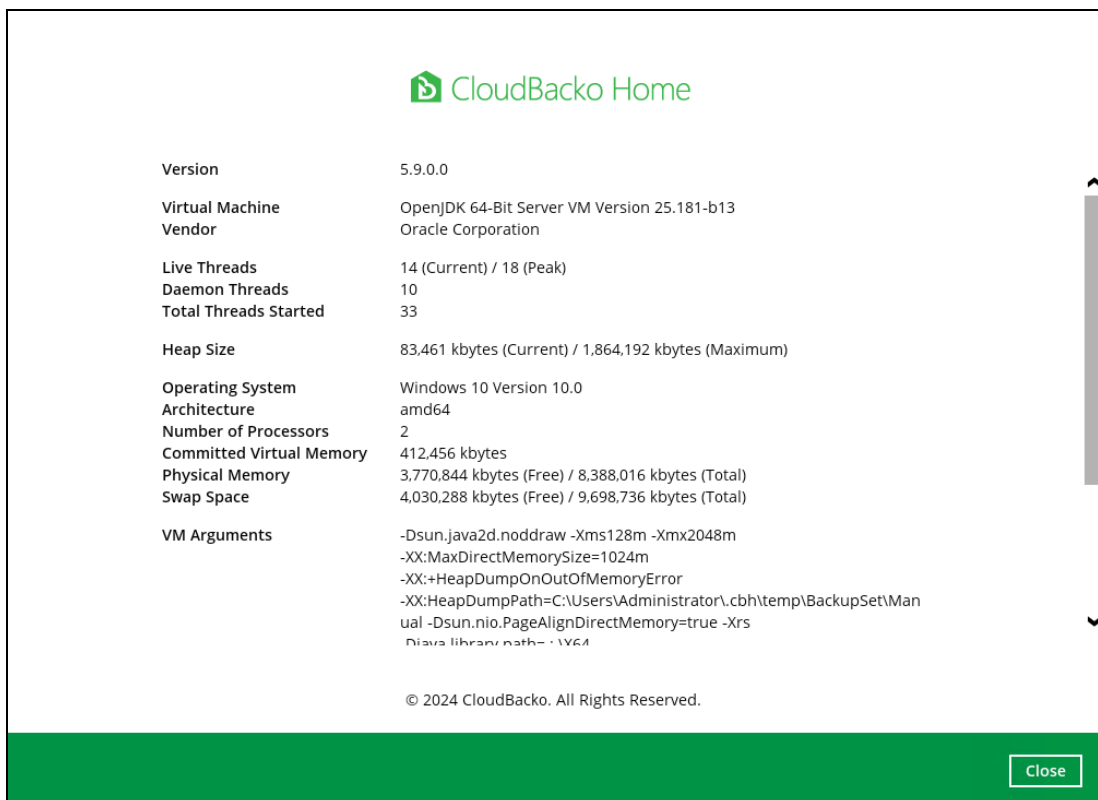 CloudBacko Home
Version 5.9.0.0
Virtual Machine OpenJDK 64-Bit Server VM Version 25.181-b13
Vendor Oracle Corporation
Live Threads 14 (Current) / 18 (Peak)
Daemon Threads 10
Total Threads Started 33
Heap Size 83,461 kbytes (Current) / 1,864,192 kbytes (Maximum)
Operating System Windows 10 Version 10.0
Architecture amd64
Number of Processors 2
Committed Virtual Memory 412,456 kbytes
Physical Memory 3,770,844 kbytes (Free) / 8,388,016 kbytes (Total)
Swap Space 4,030,288 kbytes (Free) / 9,698,736 kbytes (Total)
VM Arguments -Dsun.java2d.noddraw -Xms128m -Xmx2048m
-XX:MaxDirectMemorySize=1024m
-XX:+HeapDumpOnOutOfMemoryError
-XX:HeapDumpPath=C:\Users\Administrator\.cbh\temp\BackupSet\Man
ual -Dsun.nio.PageAlignDirectMemory=true -Xrs
© 2024 CloudBacko. All Rights Reserved.
Close